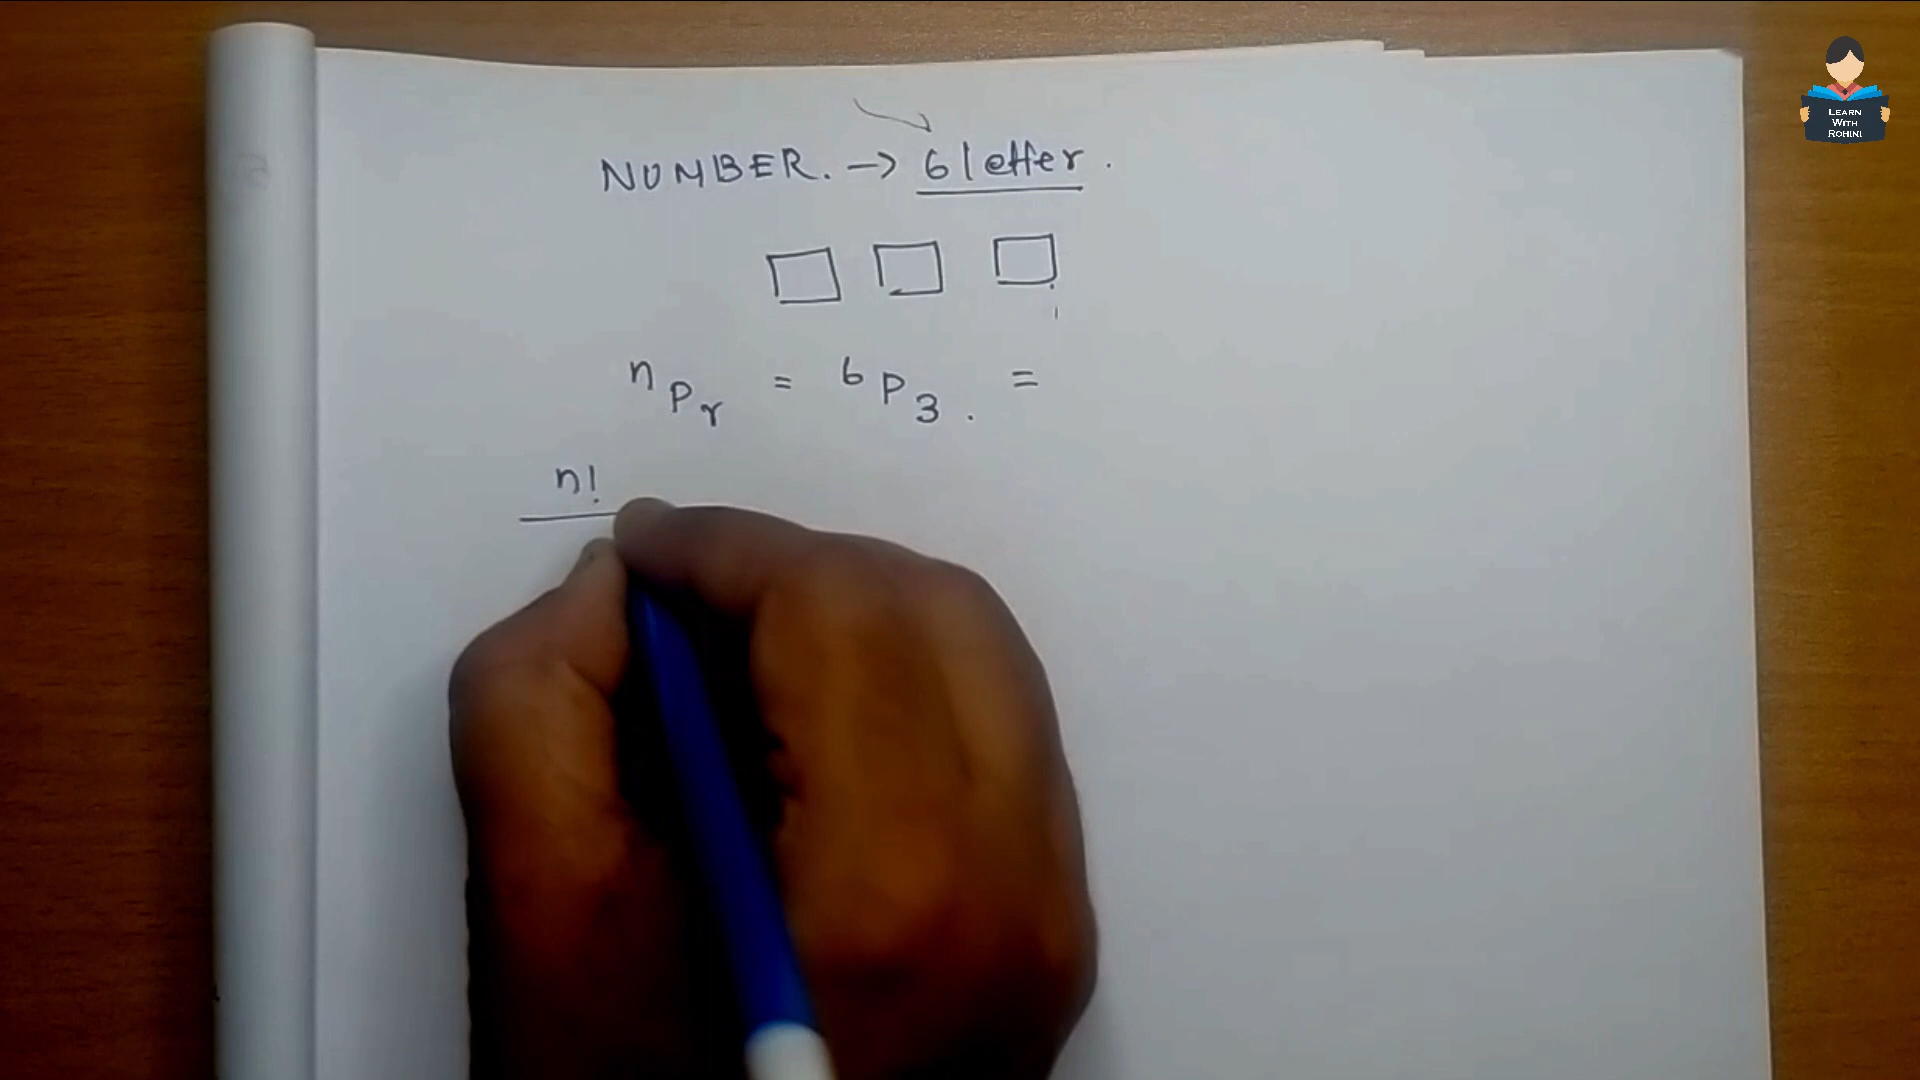 NUMBER. → 6 letter.
nPr = 6P3. =
n!
LEARN
WITH
ROHINI